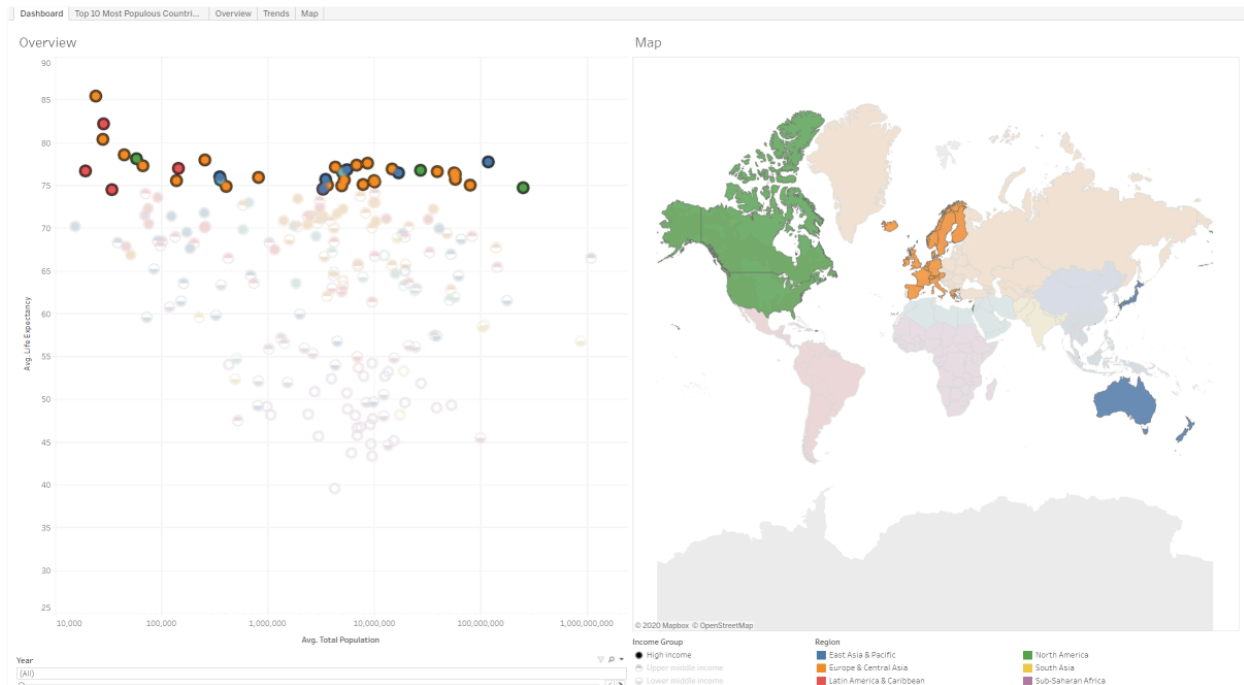 Dashboard Top 10 Most Populous Countri... Overview Trends Map
Overview
90
85
80
75
70
65
60
55
50
45
40
35
30
25
Avg. Life Expectancy
10,000 100,000 1,000,000 10,000,000 100,000,000 1,000,000,000
Avg. Total Population
Year
(All)
Map
© 2020 Mapbox © OpenStreetMap
Income Group
High income
Upper middle income
Lower middle income
Region
East Asia & Pacific
Europe & Central Asia
Latin America & Caribbean
North America
South Asia
Sub-Saharan Africa